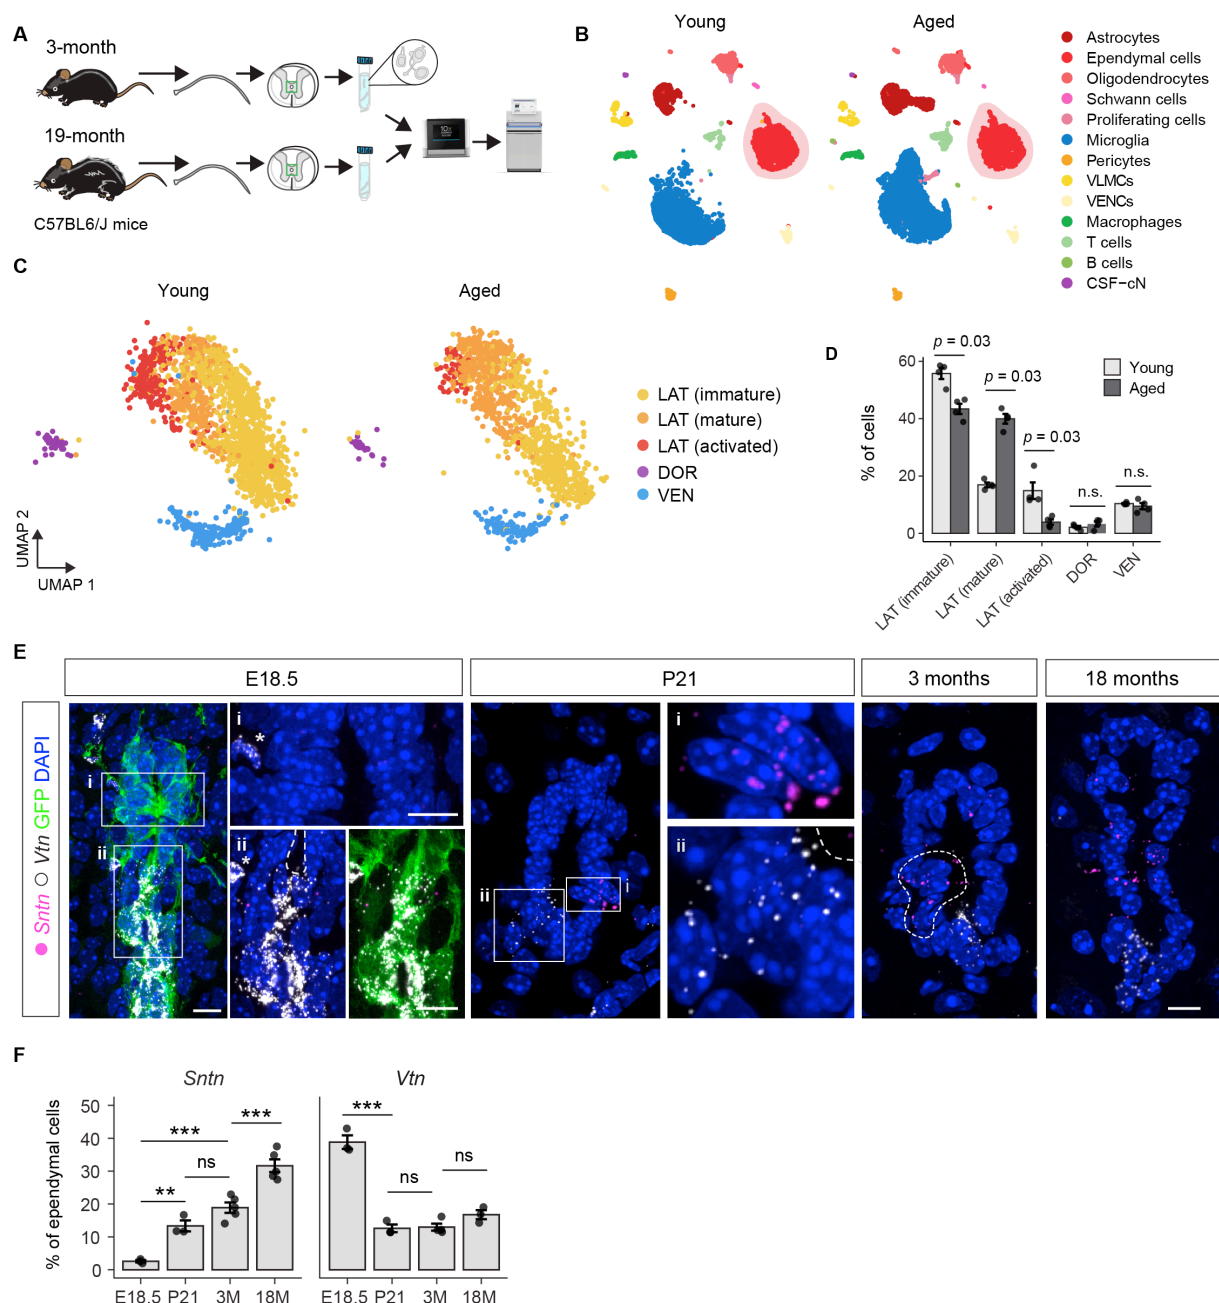 A
3-month
10x
19-month
C57BL6/J mice
B
Young
Aged
Astrocytes
Ependymal cells
Oligodendrocytes
Schwann cells
Proliferating cells
Microglia
Pericytes
VLMCs
VENCs
Macrophages
T cells
B cells
CSF−cN
C
Young
Aged
LAT (immature)
LAT (mature)
LAT (activated)
DOR
VEN
UMAP 2
UMAP 1
D
% of cells
60
40
20
0
p = 0.03
p = 0.03
p = 0.03
n.s.
n.s.
Young
Aged
LAT (immature)
LAT (mature)
LAT (activated)
DOR
VEN
E
E18.5
P21
3 months
18 months
Sntn Vtn GFP DAPI
i
ii
i
*
ii
*
i
ii
i
ii
F
Sntn
Vtn
% of ependymal cells
50
40
30
20
10
0
***
***
ns
**
***
ns
ns
E18.5 P21 3M 18M
E18.5 P21 3M 18M